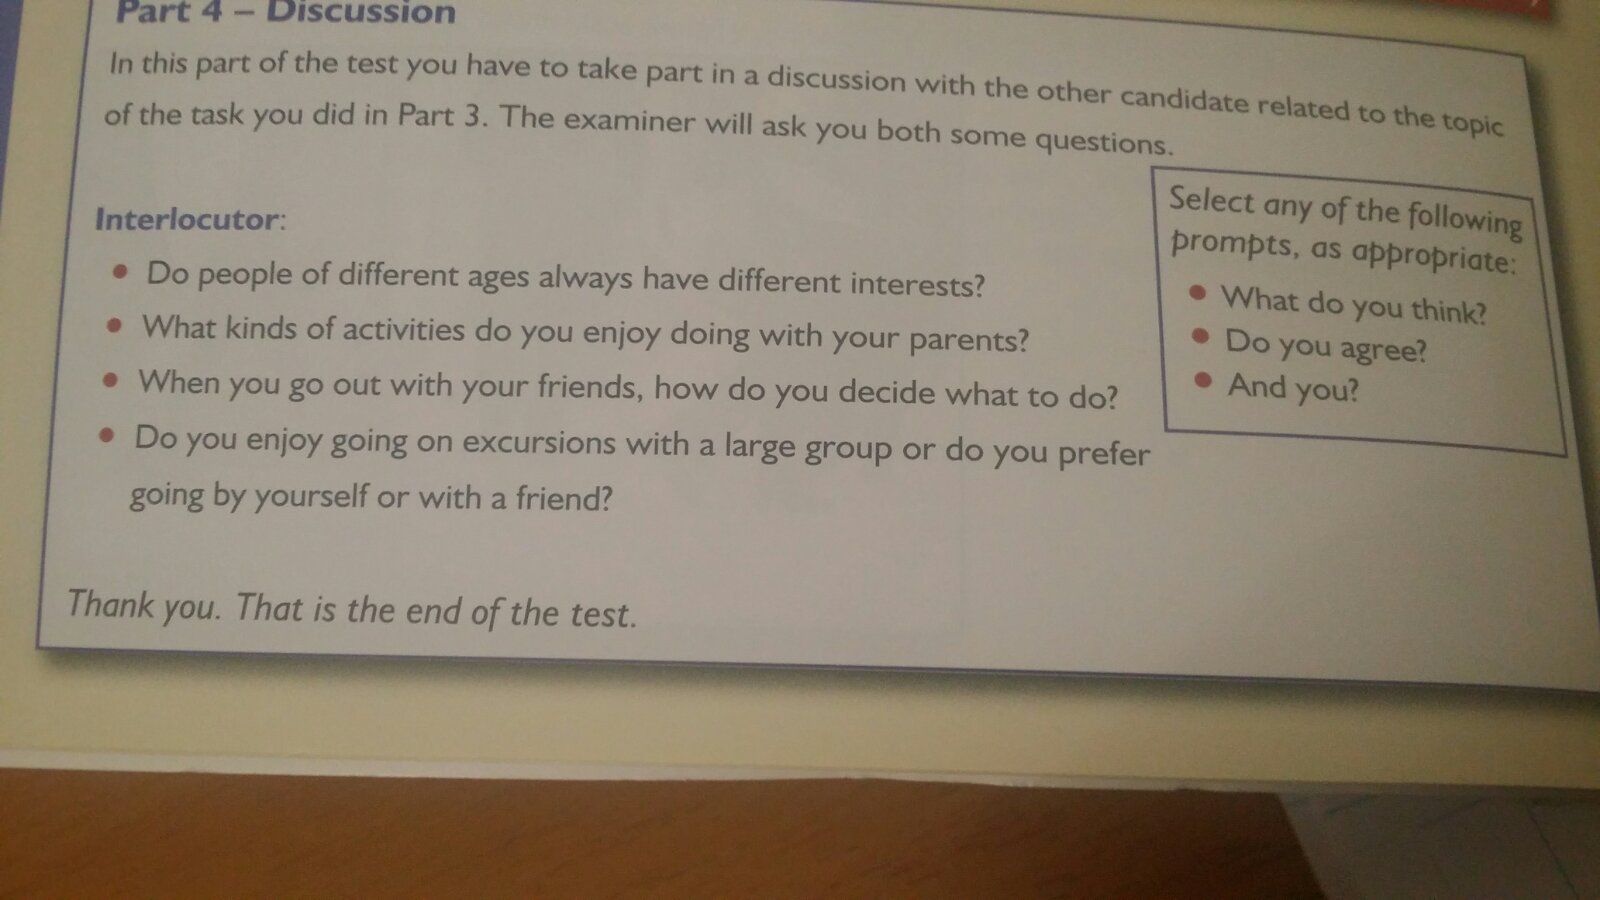 Part 4 – Discussion
In this part of the test you have to take part in a discussion with the other candidate related to the topic
of the task you did in Part 3. The examiner will ask you both some questions.
Interlocutor:
• Do people of different ages always have different interests?
• What kinds of activities do you enjoy doing with your parents?
• When you go out with your friends, how do you decide what to do?
• Do you enjoy going on excursions with a large group or do you prefer
going by yourself or with a friend?
Select any of the following
prompts, as appropriate:
• What do you think?
• Do you agree?
• And you?
Thank you. That is the end of the test.